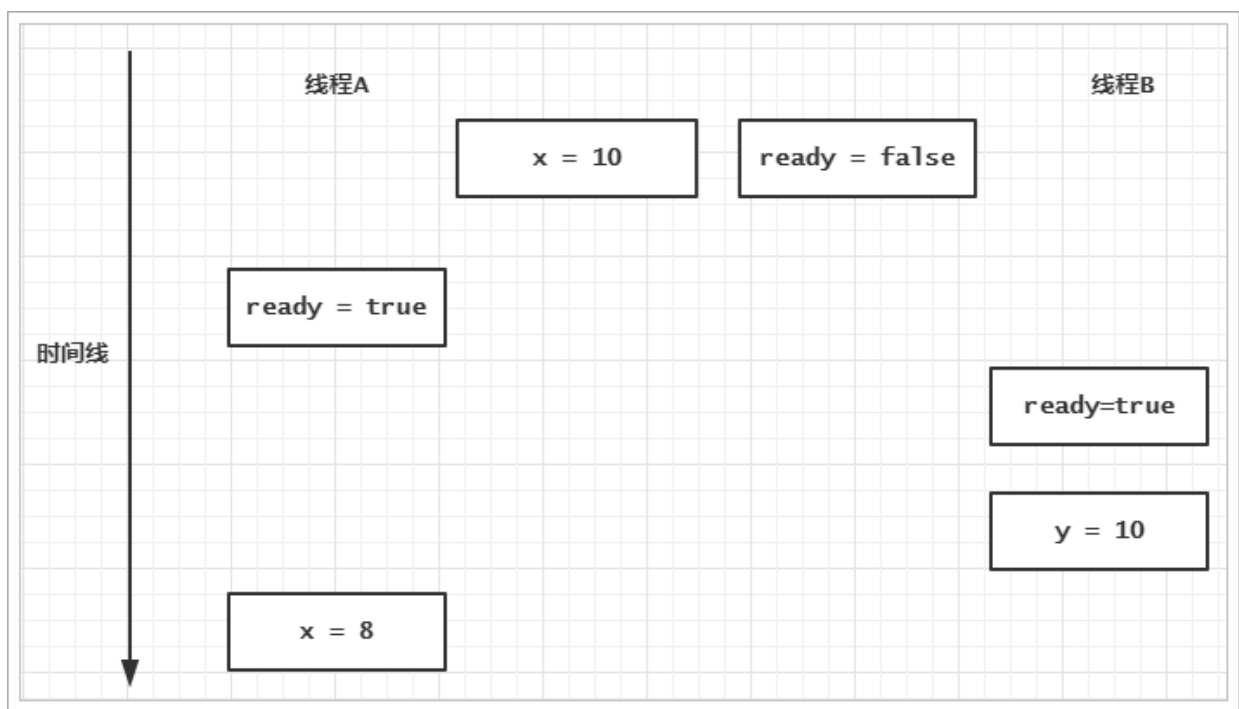 线程A
线程B
x = 10
ready = false
ready = true
时间线
ready=true
y = 10
x = 8